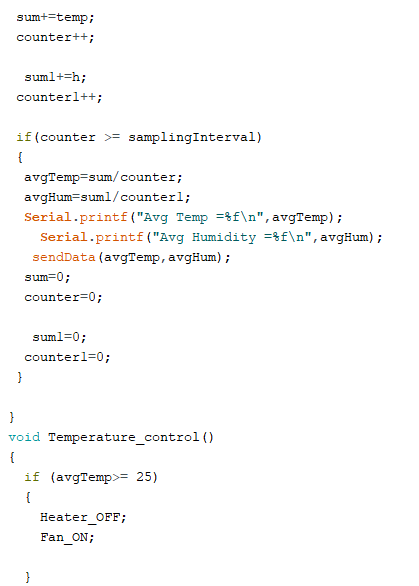 sum+=temp;
counter++;
sum1+=h;
counter1++;
if(counter >= samplingInterval)
{
avgTemp=sum/counter;
avgHum=sum1/counter1;
Serial.printf("Avg Temp =%f\n",avgTemp);
Serial.printf("Avg Humidity =%f\n",avgHum);
sendData(avgTemp,avgHum);
sum=0;
counter=0;
sum1=0;
counter1=0;
}
}
void Temperature_control()
{
if (avgTemp>= 25)
{
Heater_OFF;
Fan_ON;
}